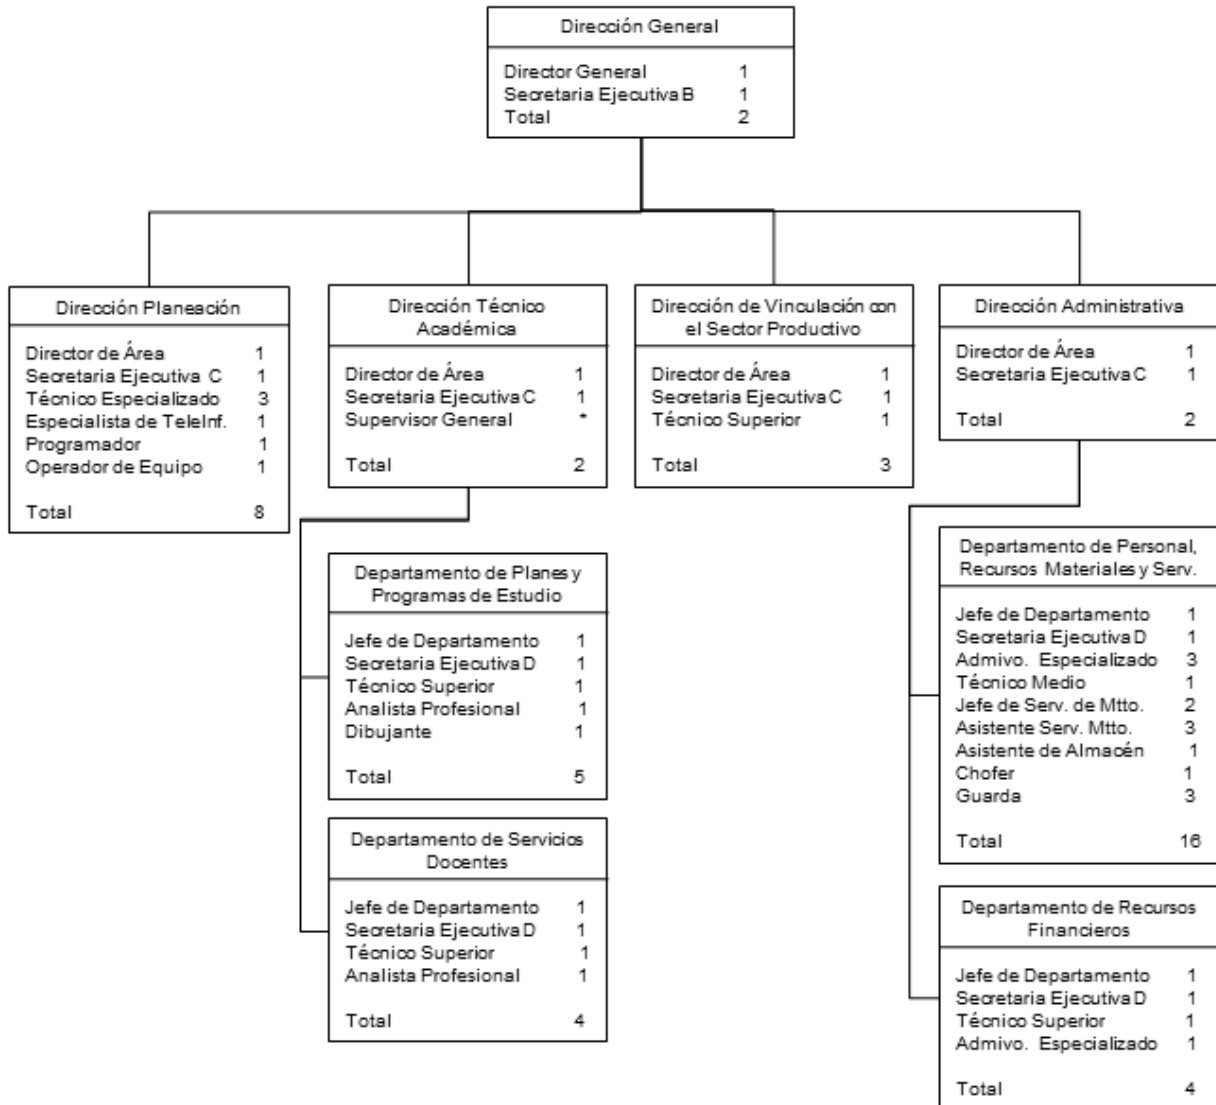 Dirección General
Director General 1
Secretaria Ejecutiva B 1
Total 2
Dirección Planeación
Director de Área 1
Secretaria Ejecutiva C 1
Técnico Especializado 3
Especialista de TeleInf. 1
Programador 1
Operador de Equipo 1
Total 8
Dirección Técnico
Académica
Director de Área 1
Secretaria Ejecutiva C 1
Supervisor General *
Total 2
Dirección de Vinculación con
el Sector Productivo
Director de Área 1
Secretaria Ejecutiva C 1
Técnico Superior 1
Total 3
Dirección Administrativa
Director de Área 1
Secretaria Ejecutiva C 1
Total 2
Departamento de Planes y
Programas de Estudio
Jefe de Departamento 1
Secretaria Ejecutiva D 1
Técnico Superior 1
Analista Profesional 1
Dibujante 1
Total 5
Departamento de Servicios
Docentes
Jefe de Departamento 1
Secretaria Ejecutiva D 1
Técnico Superior 1
Analista Profesional 1
Total 4
Departamento de Personal,
Recursos Materiales y Serv.
Jefe de Departamento 1
Secretaria Ejecutiva D 1
Admivo. Especializado 3
Técnico Medio 1
Jefe de Serv. de Mtto. 2
Asistente Serv. Mtto. 3
Asistente de Almacén 1
Chofer 1
Guarda 3
Total 16
Departamento de Recursos
Financieros
Jefe de Departamento 1
Secretaria Ejecutiva D 1
Técnico Superior 1
Admivo. Especializado 1
Total 4